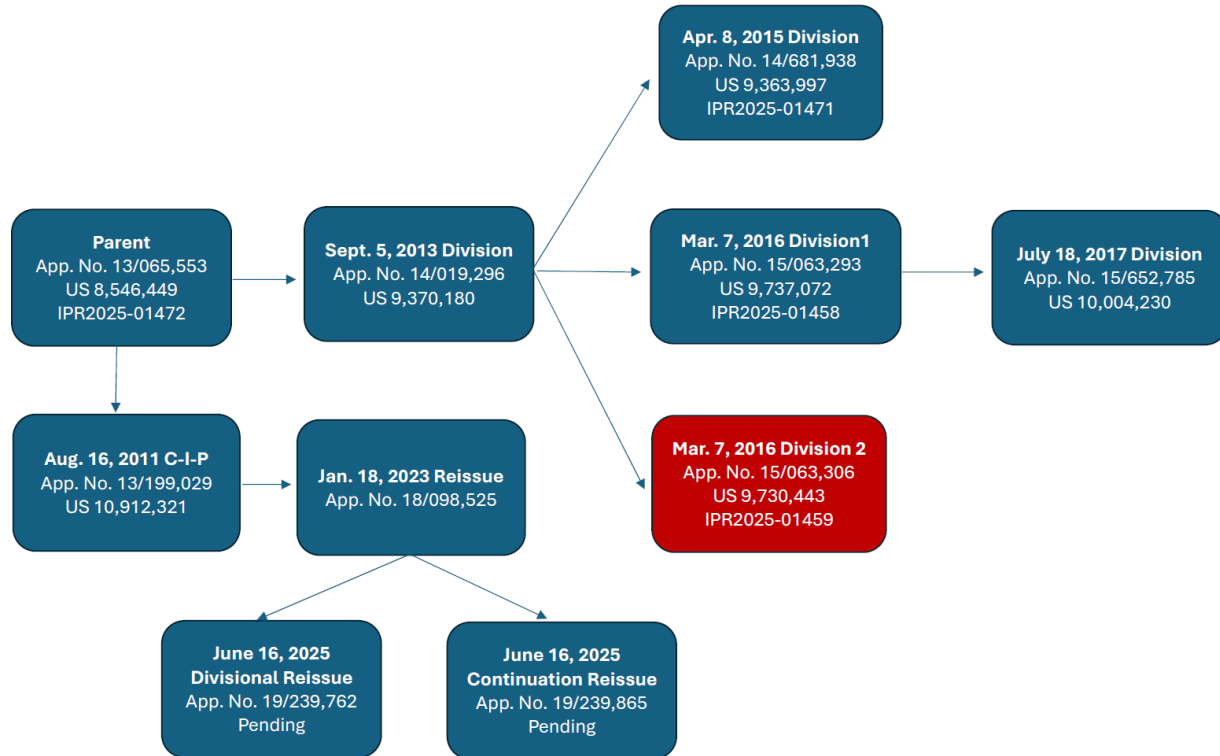 Apr. 8, 2015 Division
App. No. 14/681,938
US 9,363,997
IPR2025-01471
Parent
App. No. 13/065,553
US 8,546,449
IPR2025-01472
Sept. 5, 2013 Division
App. No. 14/019,296
US 9,370,180
Mar. 7, 2016 Division1
App. No. 15/063,293
US 9,737,072
IPR2025-01458
July 18, 2017 Division
App. No. 15/652,785
US 10,004,230
Aug. 16, 2011 C-I-P
App. No. 13/199,029
US 10,912,321
Jan. 18, 2023 Reissue
App. No. 18/098,525
Mar. 7, 2016 Division 2
App. No. 15/063,306
US 9,730,443
IPR2025-01459
June 16, 2025
Divisional Reissue
App. No. 19/239,762
Pending
June 16, 2025
Continuation Reissue
App. No. 19/239,865
Pending